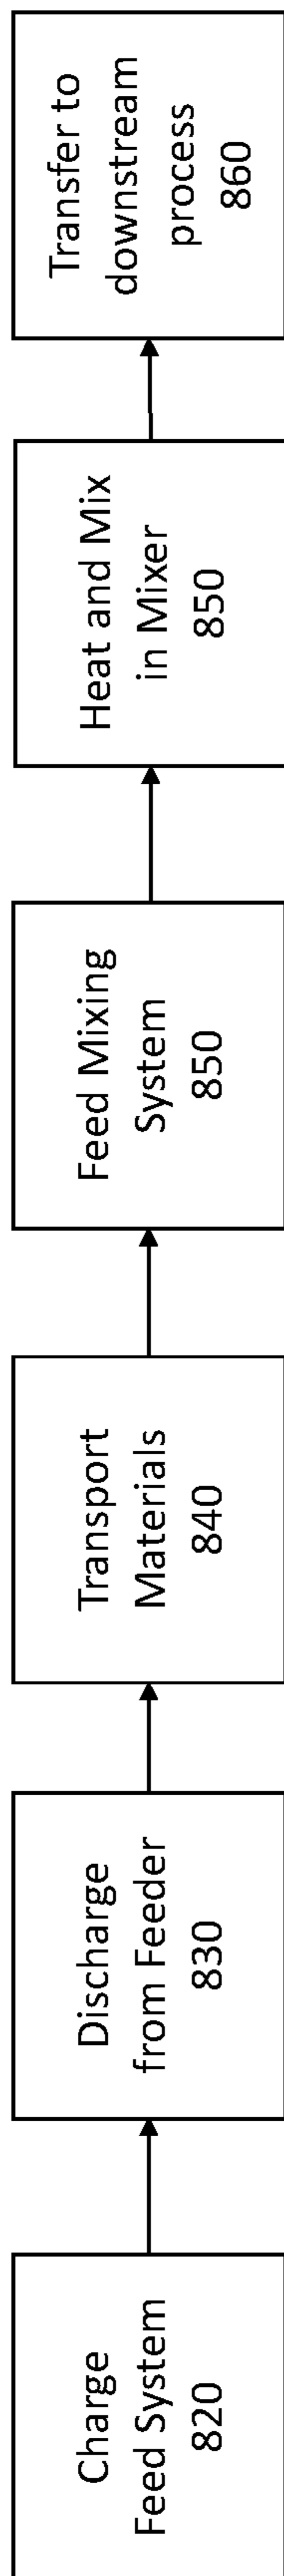 Charge
Feed System
820
Discharge
from Feeder
830
Transport
Materials
840
Feed Mixing
System
850
Heat and Mix
in Mixer
850
Transfer to
downstream
process
860